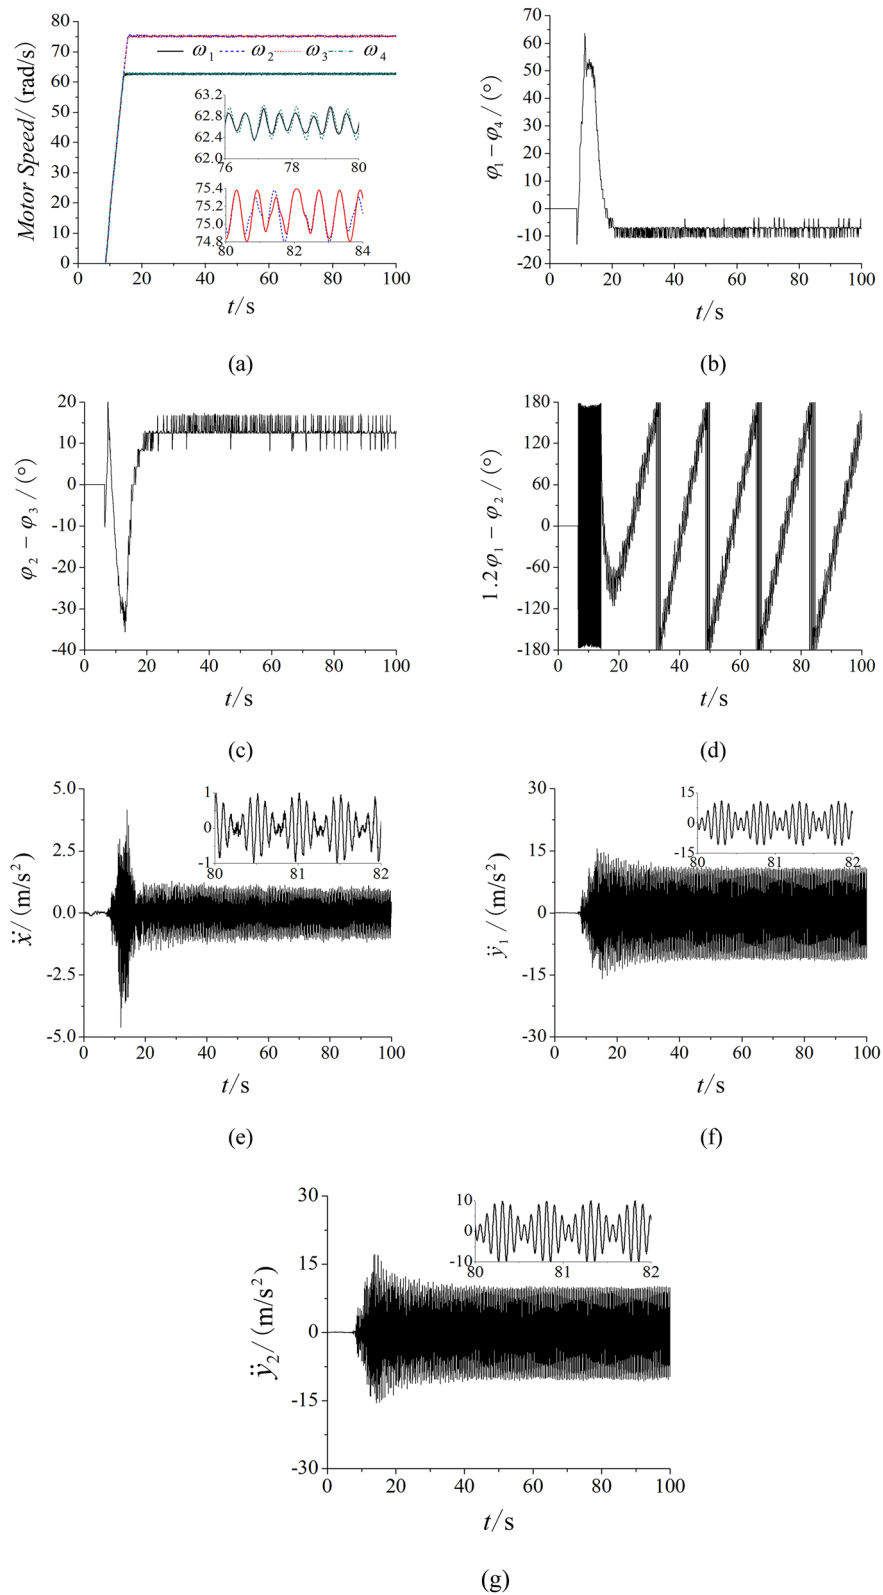 80
70
60
50
40
30
20
10
0
Motor Speed/ (rad/s)
ω₁ ω₂ ω₃ ω₄
63.2
62.8
62.4
62.0
76 78 80
75.4
75.2
75.0
74.8
80 82 84
0 20 40 60 80 100
t/s
(a)
70
60
50
40
30
20
10
0
-10
-20
φ₁−φ₄ / (°)
0 20 40 60 80 100
t/s
(b)
20
10
0
-10
-20
-30
-40
φ₂ − φ₃ / (°)
0 20 40 60 80 100
t/s
(c)
180
120
60
0
-60
-120
-180
1.2φ₁ − φ₂ / (°)
0 20 40 60 80 100
t/s
(d)
5.0
2.5
0.0
-2.5
-5.0
ẍ/ (m/s²)
1
0
-1
80 81 82
0 20 40 60 80 100
t/s
(e)
30
15
0
-15
-30
ÿ₁ / (m/s²)
15
0
-15
80 81 82
0 20 40 60 80 100
t/s
(f)
30
15
0
-15
-30
ÿ₂/ (m/s²)
10
0
-10
80 81 82
0 20 40 60 80 100
t/s
(g)